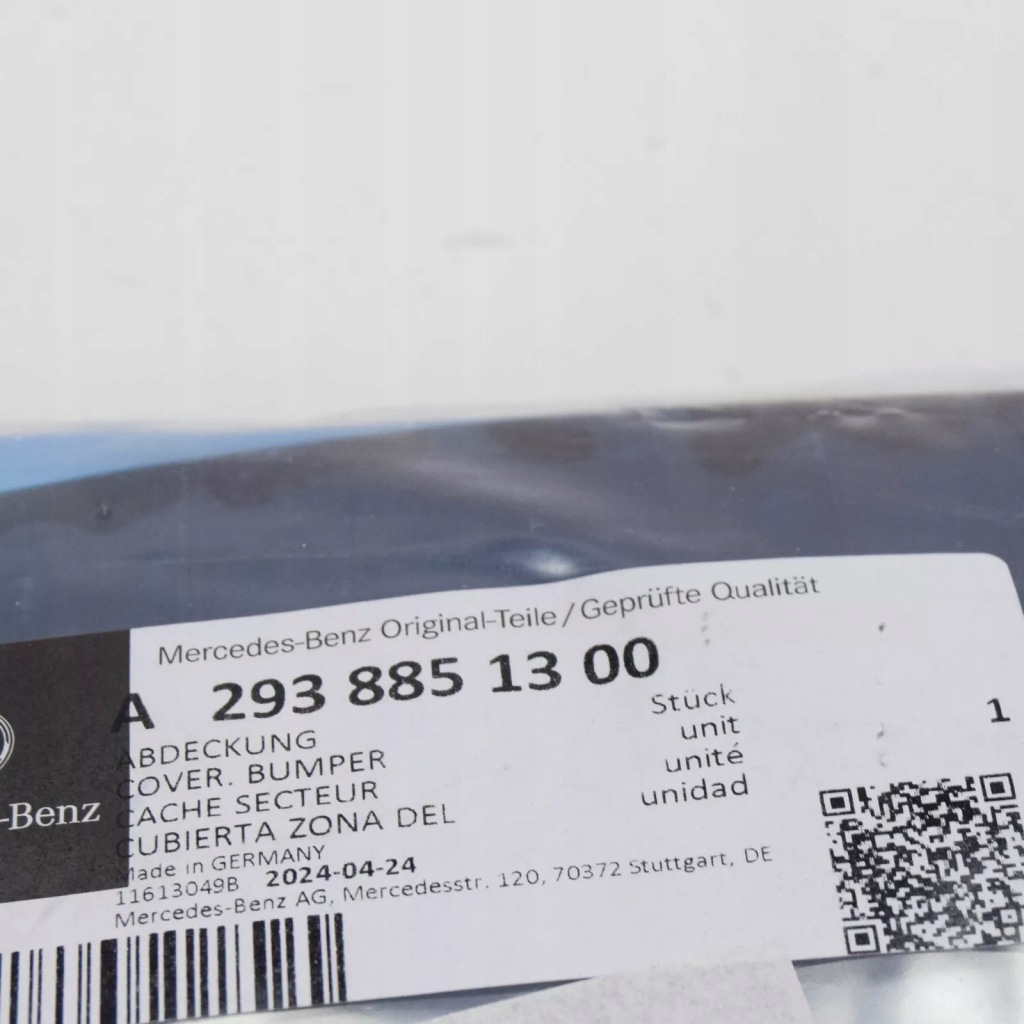 Mercedes-Benz Original-Teile / Geprüfte Qualität
A 293 885 13 00
Stück
ABDECKUNG unit 1
COVER. BUMPER unité
CACHE SECTEUR unidad
CUBIERTA ZONA DEL
-Benz
Made in GERMANY
11613049B 2024-04-24
Mercedes-Benz AG, Mercedesstr. 120, 70372 Stuttgart, DE